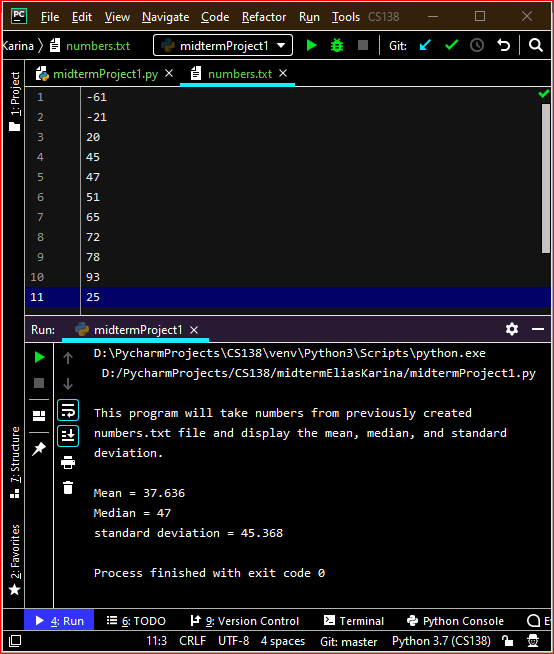 PC File Edit View Navigate Code Refactor Run Tools CS138
Karina numbers.txt midtermProject1 Git:
midtermProject1.py numbers.txt
1: Project
1 -61
2 -21
3 20
4 45
5 47
6 51
7 65
8 72
9 78
10 93
11 25
Run: midtermProject1
D:\PycharmProjects\CS138\venv\Python3\Scripts\python.exe
D:/PycharmProjects/CS138/midtermEliasKarina/midtermProject1.py
This program will take numbers from previously created
numbers.txt file and display the mean, median, and standard
deviation.
Mean = 37.636
Median = 47
standard deviation = 45.368
Process finished with exit code 0
7: Structure
2: Favorites
4: Run 6: TODO 9: Version Control Terminal Python Console
11:3 CRLF UTF-8 4 spaces Git: master Python 3.7 (CS138)